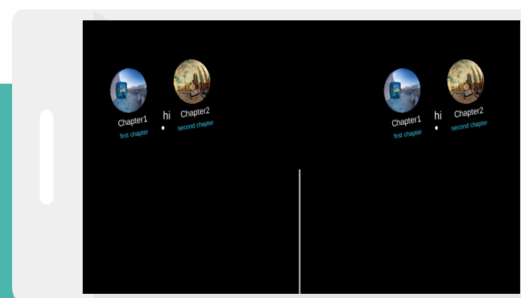 Chapter1
first chapter
hi
Chapter2
second chapter
Chapter1
first chapter
hi
Chapter2
second chapter